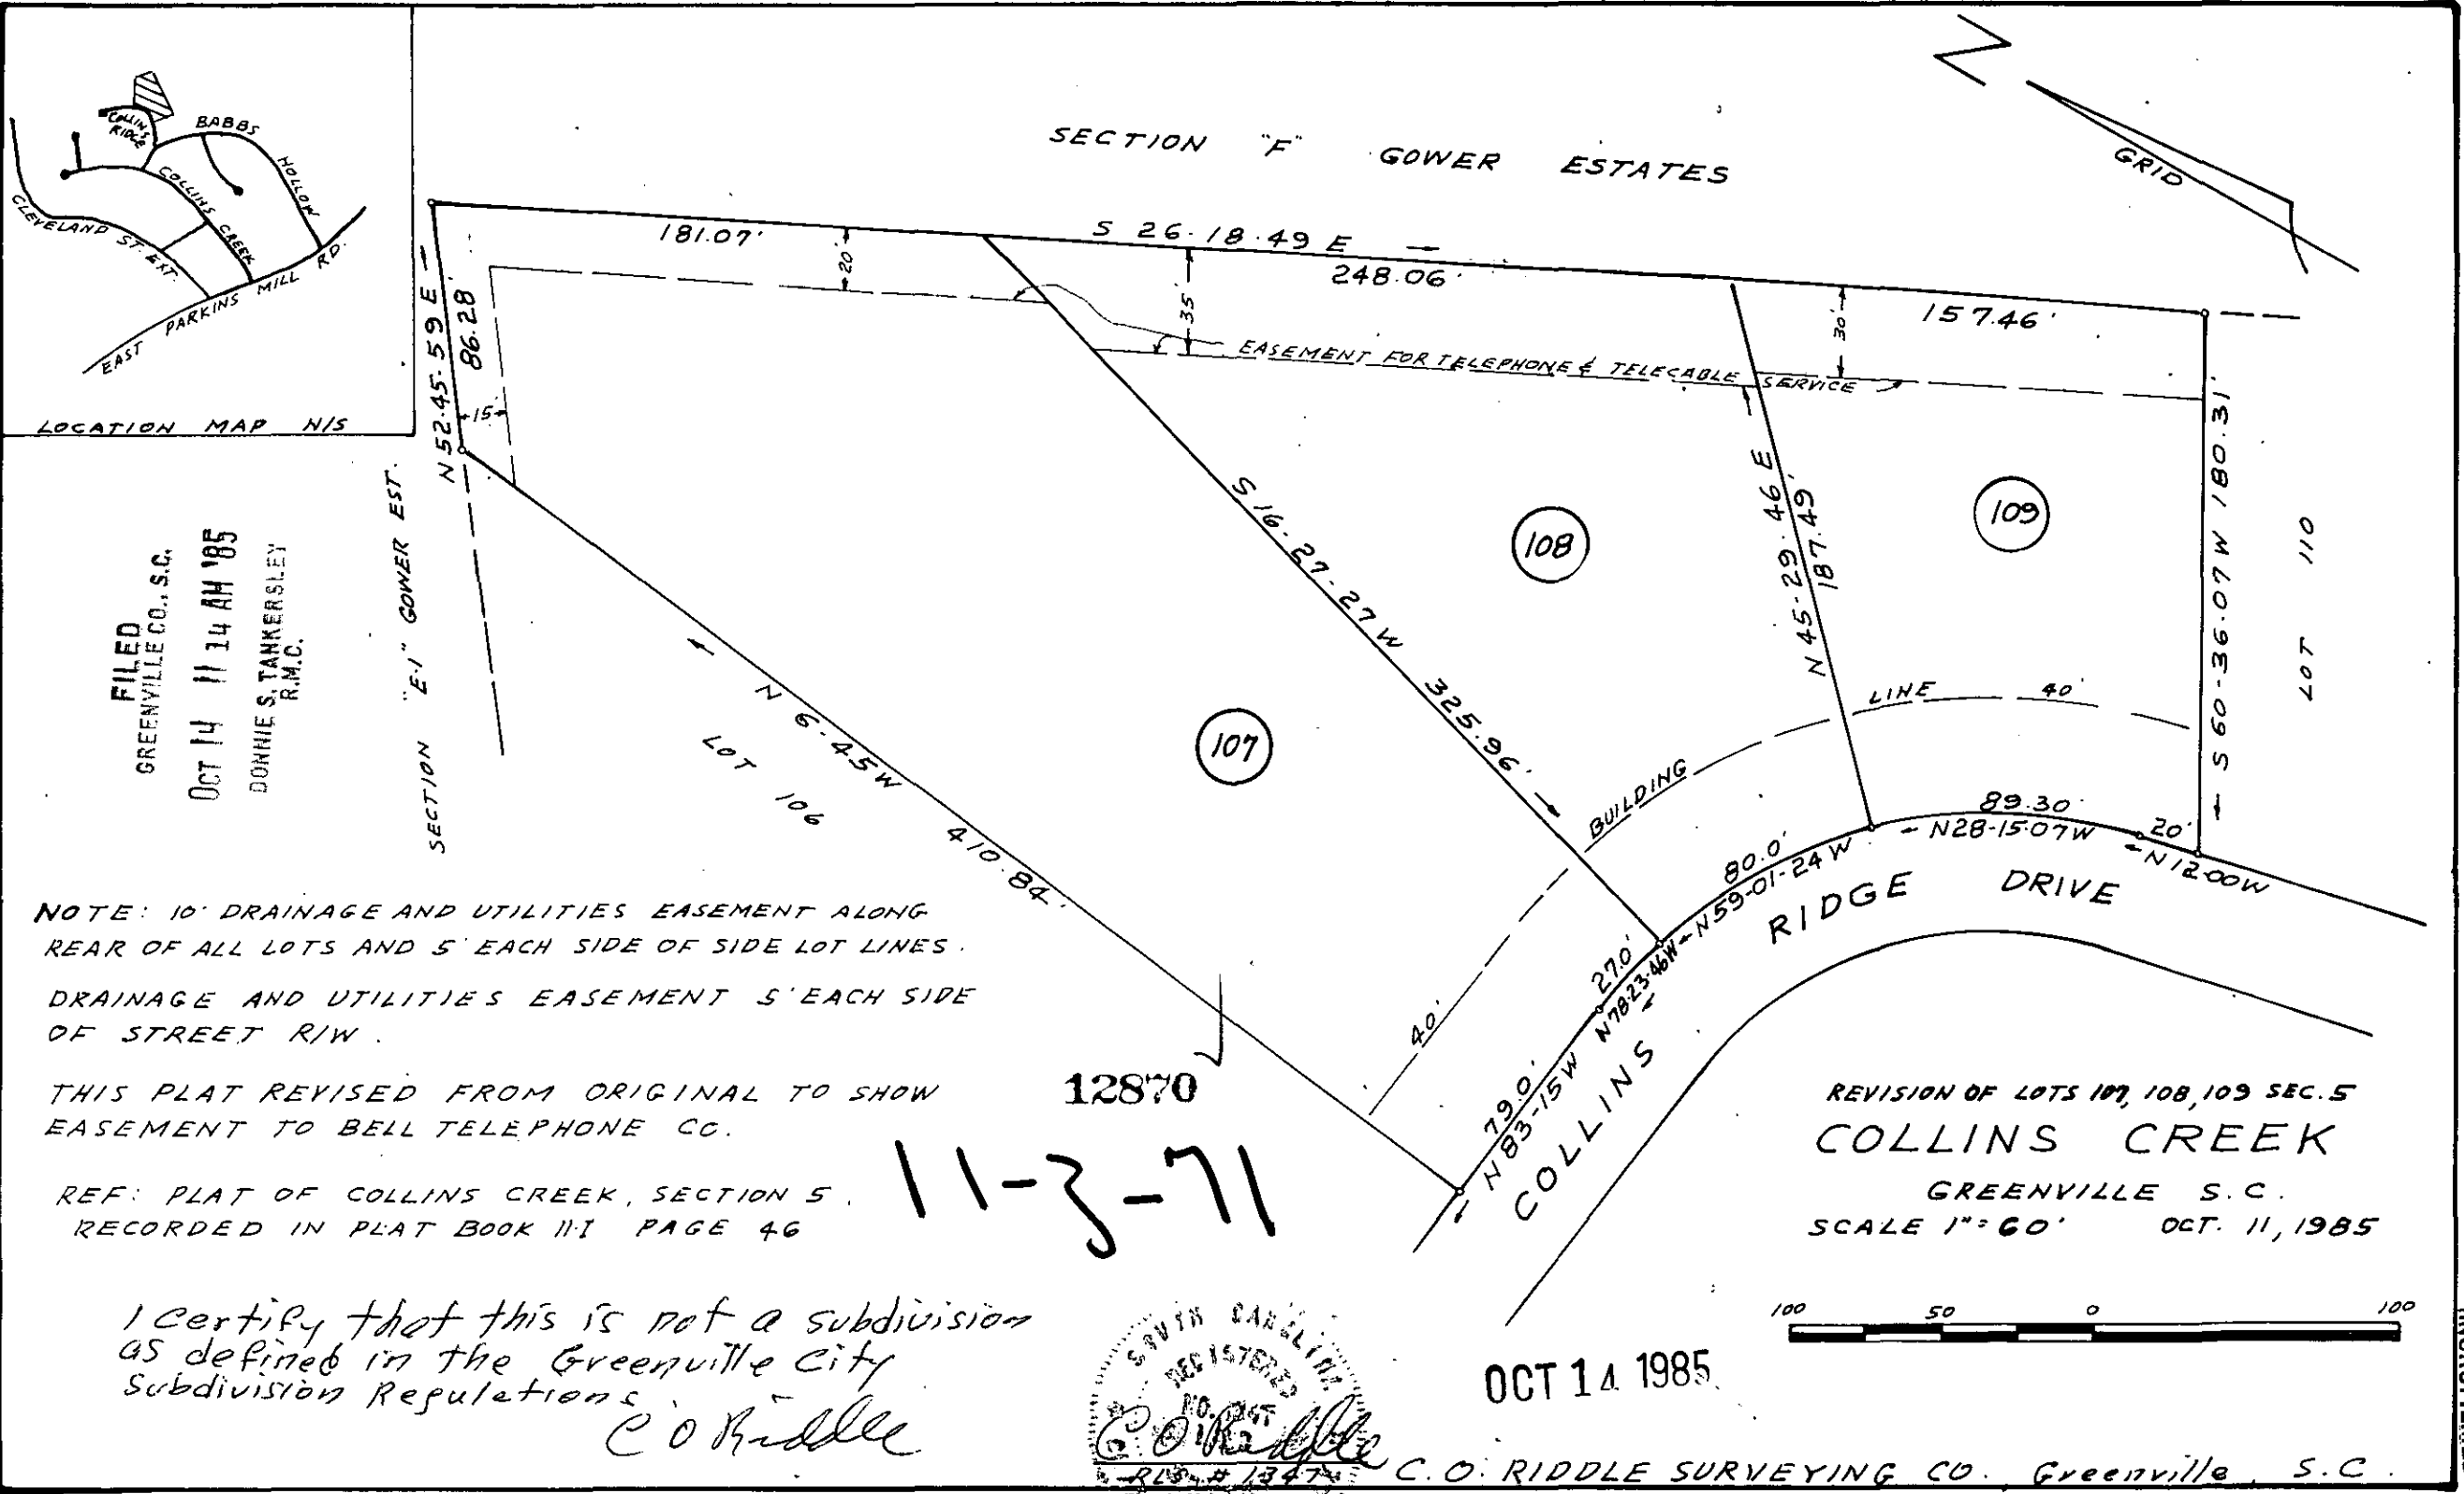 COLLINS
RIDGE
BABBS
HOLLOW
COLLINS
CREEK
CLEVELAND ST. EXT.
EAST PARKINS MILL RD.
LOCATION MAP N/S
SECTION "F" GOWER ESTATES
GRID
181.07'
S 26-18-49 E
248.06'
157.46'
20'
35'
30'
N 52-45-59 E
86.28'
15'
EASEMENT FOR TELEPHONE & TELECABLE SERVICE
S 60-36-07 W 180.31'
LOT 110
S 16-27-27 W 325.96'
108
N 45-29-46 E
187.49'
109
107
SECTION "E-1" GOWER EST.
FILED
GREENVILLE CO., S.C.
OCT 14 11 14 AM '85
DONNIE S. TANKERSLEY
R.M.C.
N 6-45 W 410.84'
LOT 106
BUILDING LINE 40'
40'
89.30'
N28-15-07W
20'
N12-00W
80.0'
N59-01-24W
27.0'
N78-23-46W
79.0'
N 83-15W
COLLINS RIDGE DRIVE
NOTE: 10' DRAINAGE AND UTILITIES EASEMENT ALONG
REAR OF ALL LOTS AND 5' EACH SIDE OF SIDE LOT LINES.
DRAINAGE AND UTILITIES EASEMENT 5' EACH SIDE
OF STREET R/W.
THIS PLAT REVISED FROM ORIGINAL TO SHOW
EASEMENT TO BELL TELEPHONE CO.
REF: PLAT OF COLLINS CREEK, SECTION 5.
RECORDED IN PLAT BOOK 11-I PAGE 46
12870
11-3-71
REVISION OF LOTS 107, 108, 109 SEC. 5
COLLINS CREEK
GREENVILLE S.C.
SCALE 1"=60' OCT. 11, 1985
100 50 0 100
I certify that this is not a subdivision
as defined in the Greenville City
Subdivision Regulations.
C O Riddle
SOUTH CAROLINA
REGISTERED
C O Riddle
RLS # 1347
OCT 14 1985
C.O. RIDDLE SURVEYING CO. Greenville, S.C.